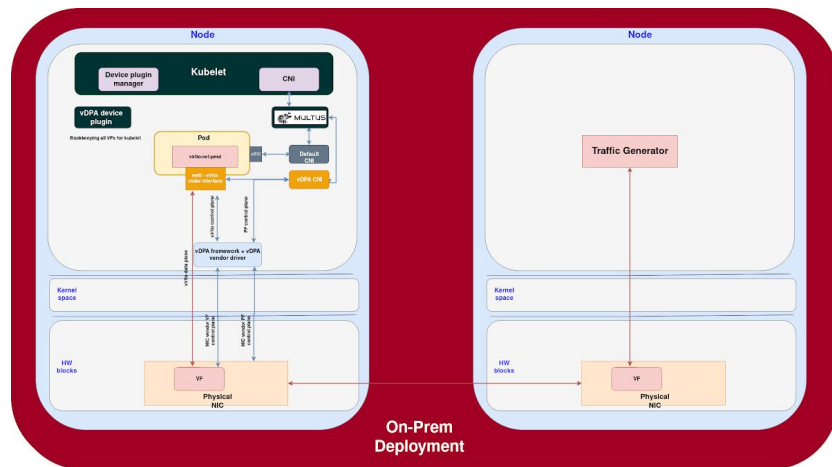 Node
Node
Kubelet
Device plugin
manager
CNI
vDPA device
plugin
MULTUS
Bookkeeping all VFs for kubelet
Pod
virtio-net-pmd
eth0
Default
CNI
Traffic Generator
net0 - virtio-
vDPA CNI
virtio control plane
PF control plane
vDPA framework + vDPA
vendor driver
virtio data plane
Kernel
space
Kernel
space
NIC vendor VF
control plane
NIC vendor PF
control plane
HW
blocks
HW
blocks
VF
VF
Physical
NIC
Physical
NIC
On-Prem
Deployment